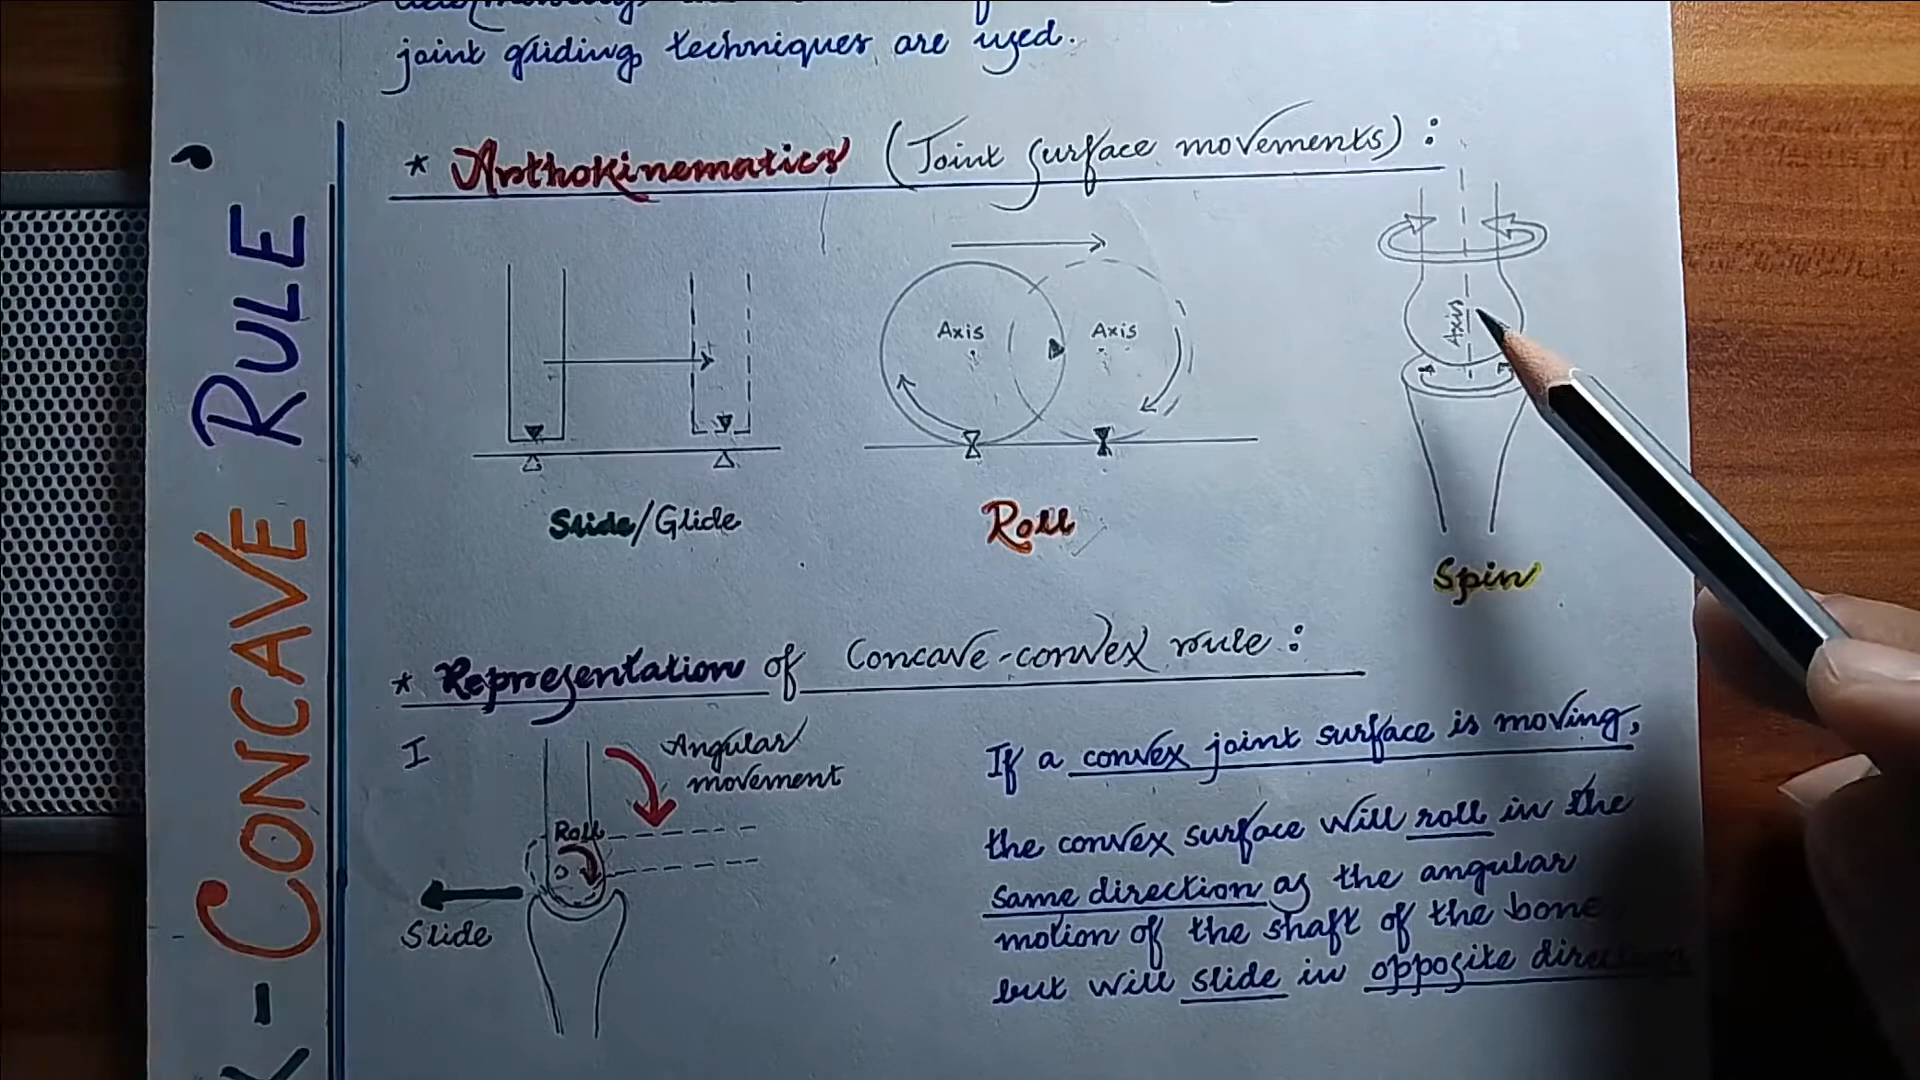 joint gliding techniques are used.
* Arthokinematics (Joint surface movements) :
Axis
Axis
Axis
Slide/Glide
Roll
Spin
* Representation of Concave-convex rule :
I
Angular
movement
Roll
Slide
If a convex joint surface is moving,
the convex surface will roll in the
same direction as the angular
motion of the shaft of the bone
but will slide in opposite direction
- CONCAVE RULE'